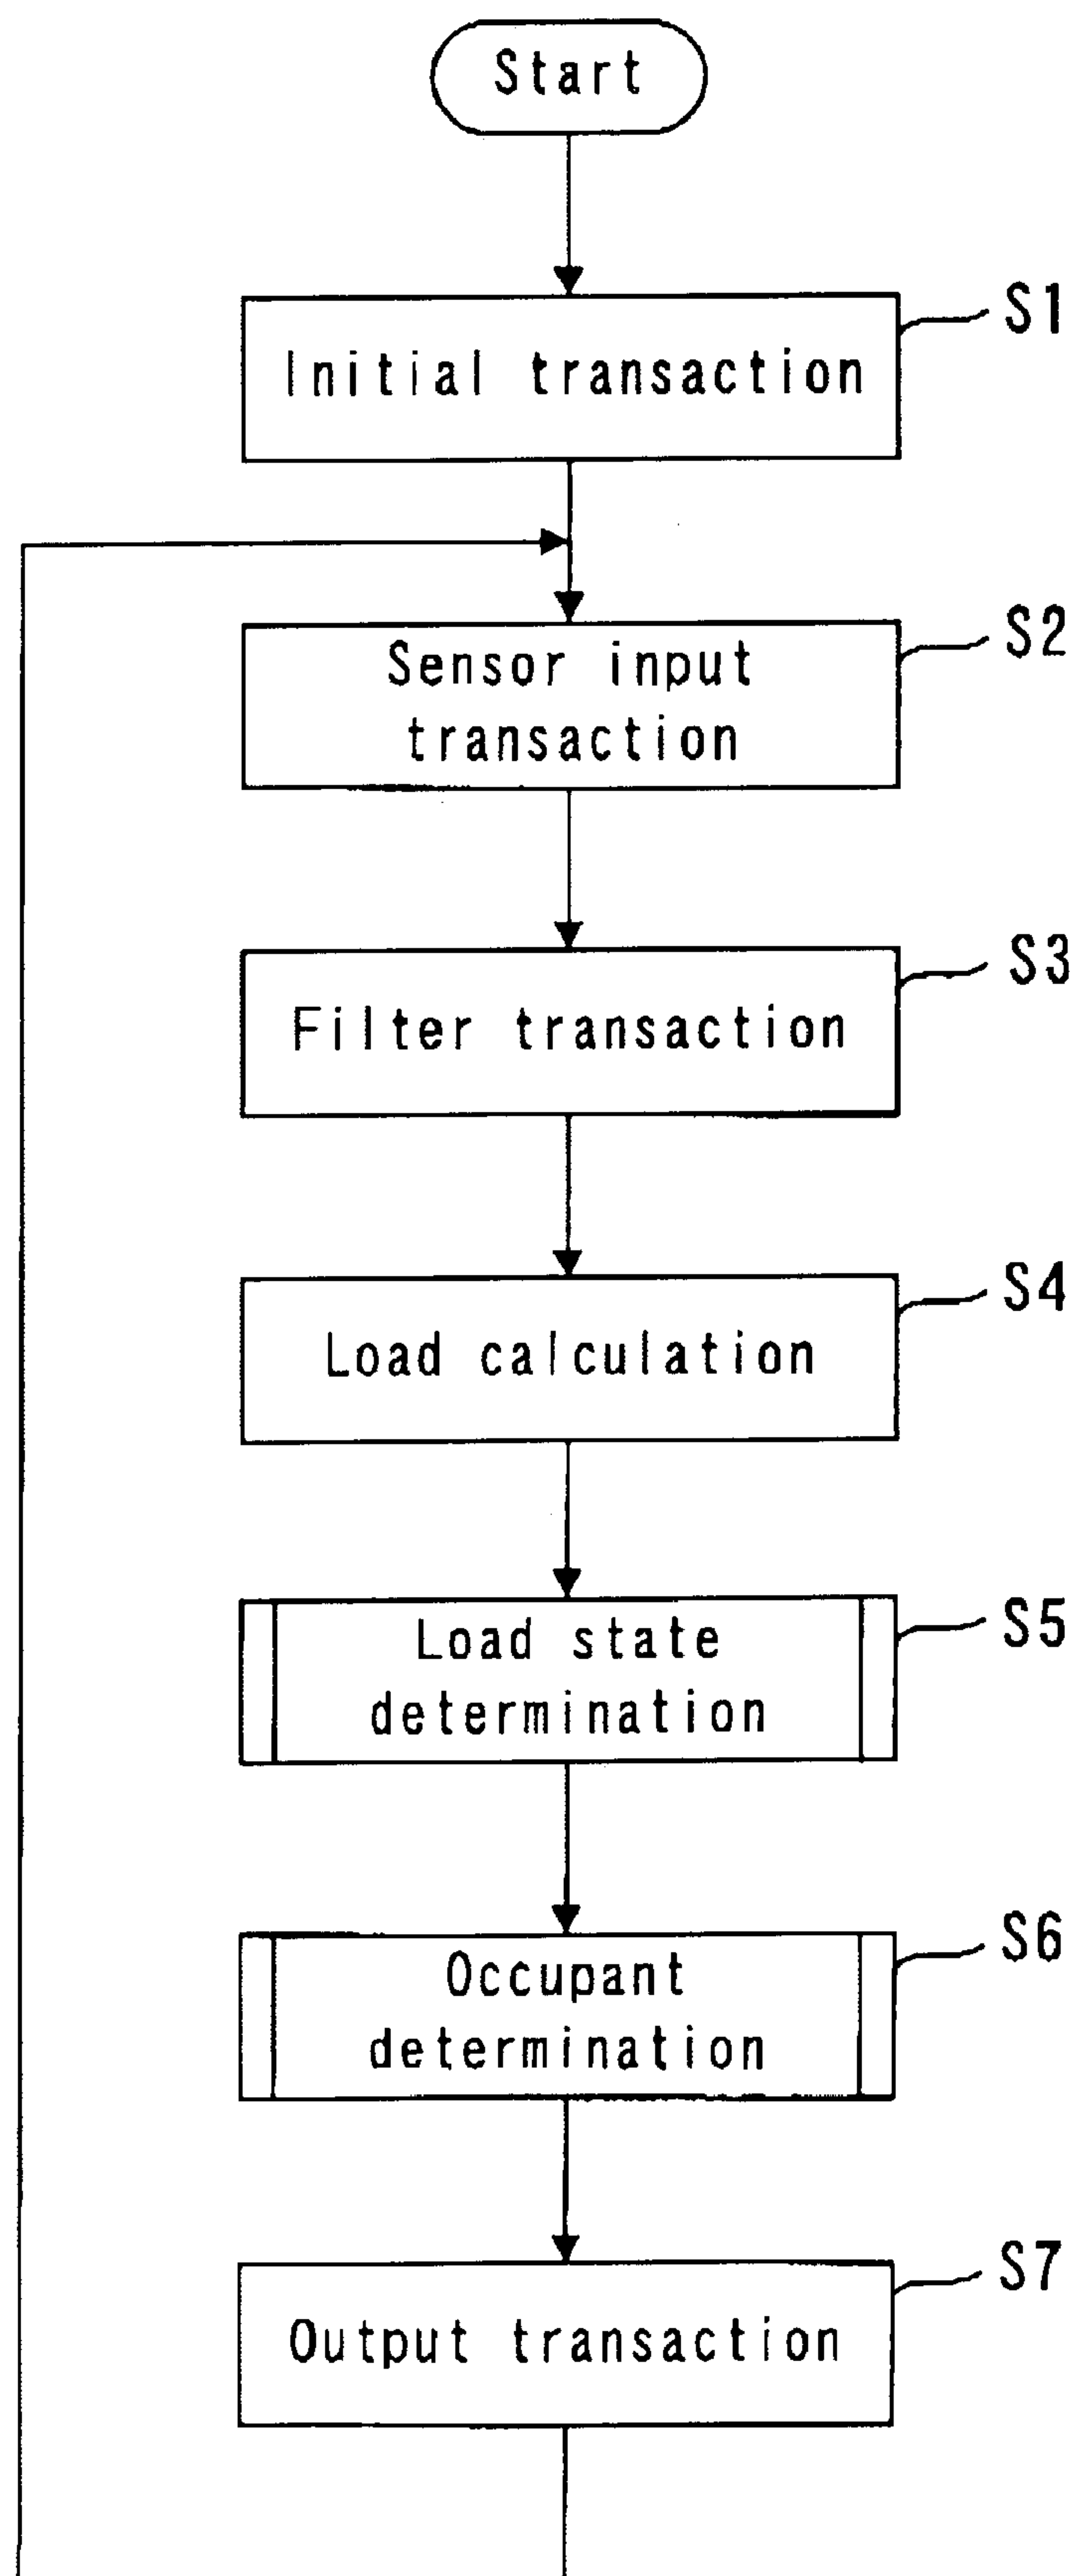 Start
S1
Initial transaction
S2
Sensor input
transaction
S3
Filter transaction
S4
Load calculation
S5
Load state
determination
S6
Occupant
determination
S7
Output transaction